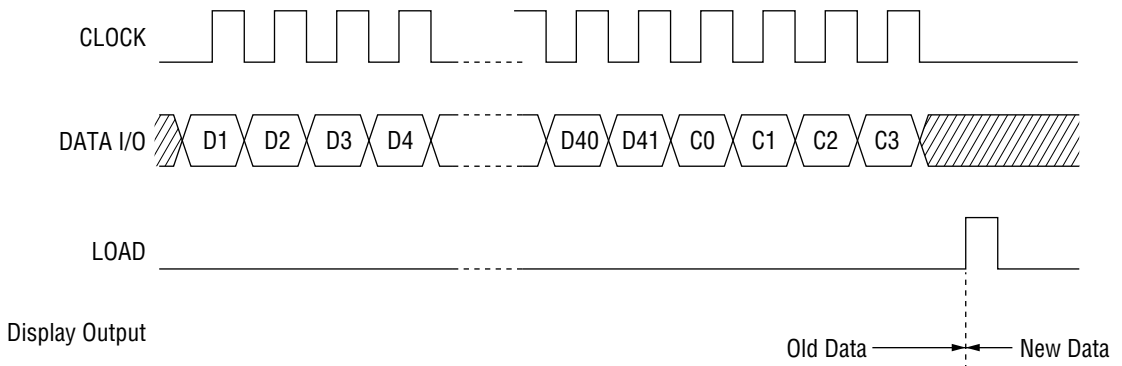 CLOCK
DATA I/O D1 D2 D3 D4 D40 D41 C0 C1 C2 C3
LOAD
Display Output
Old Data New Data